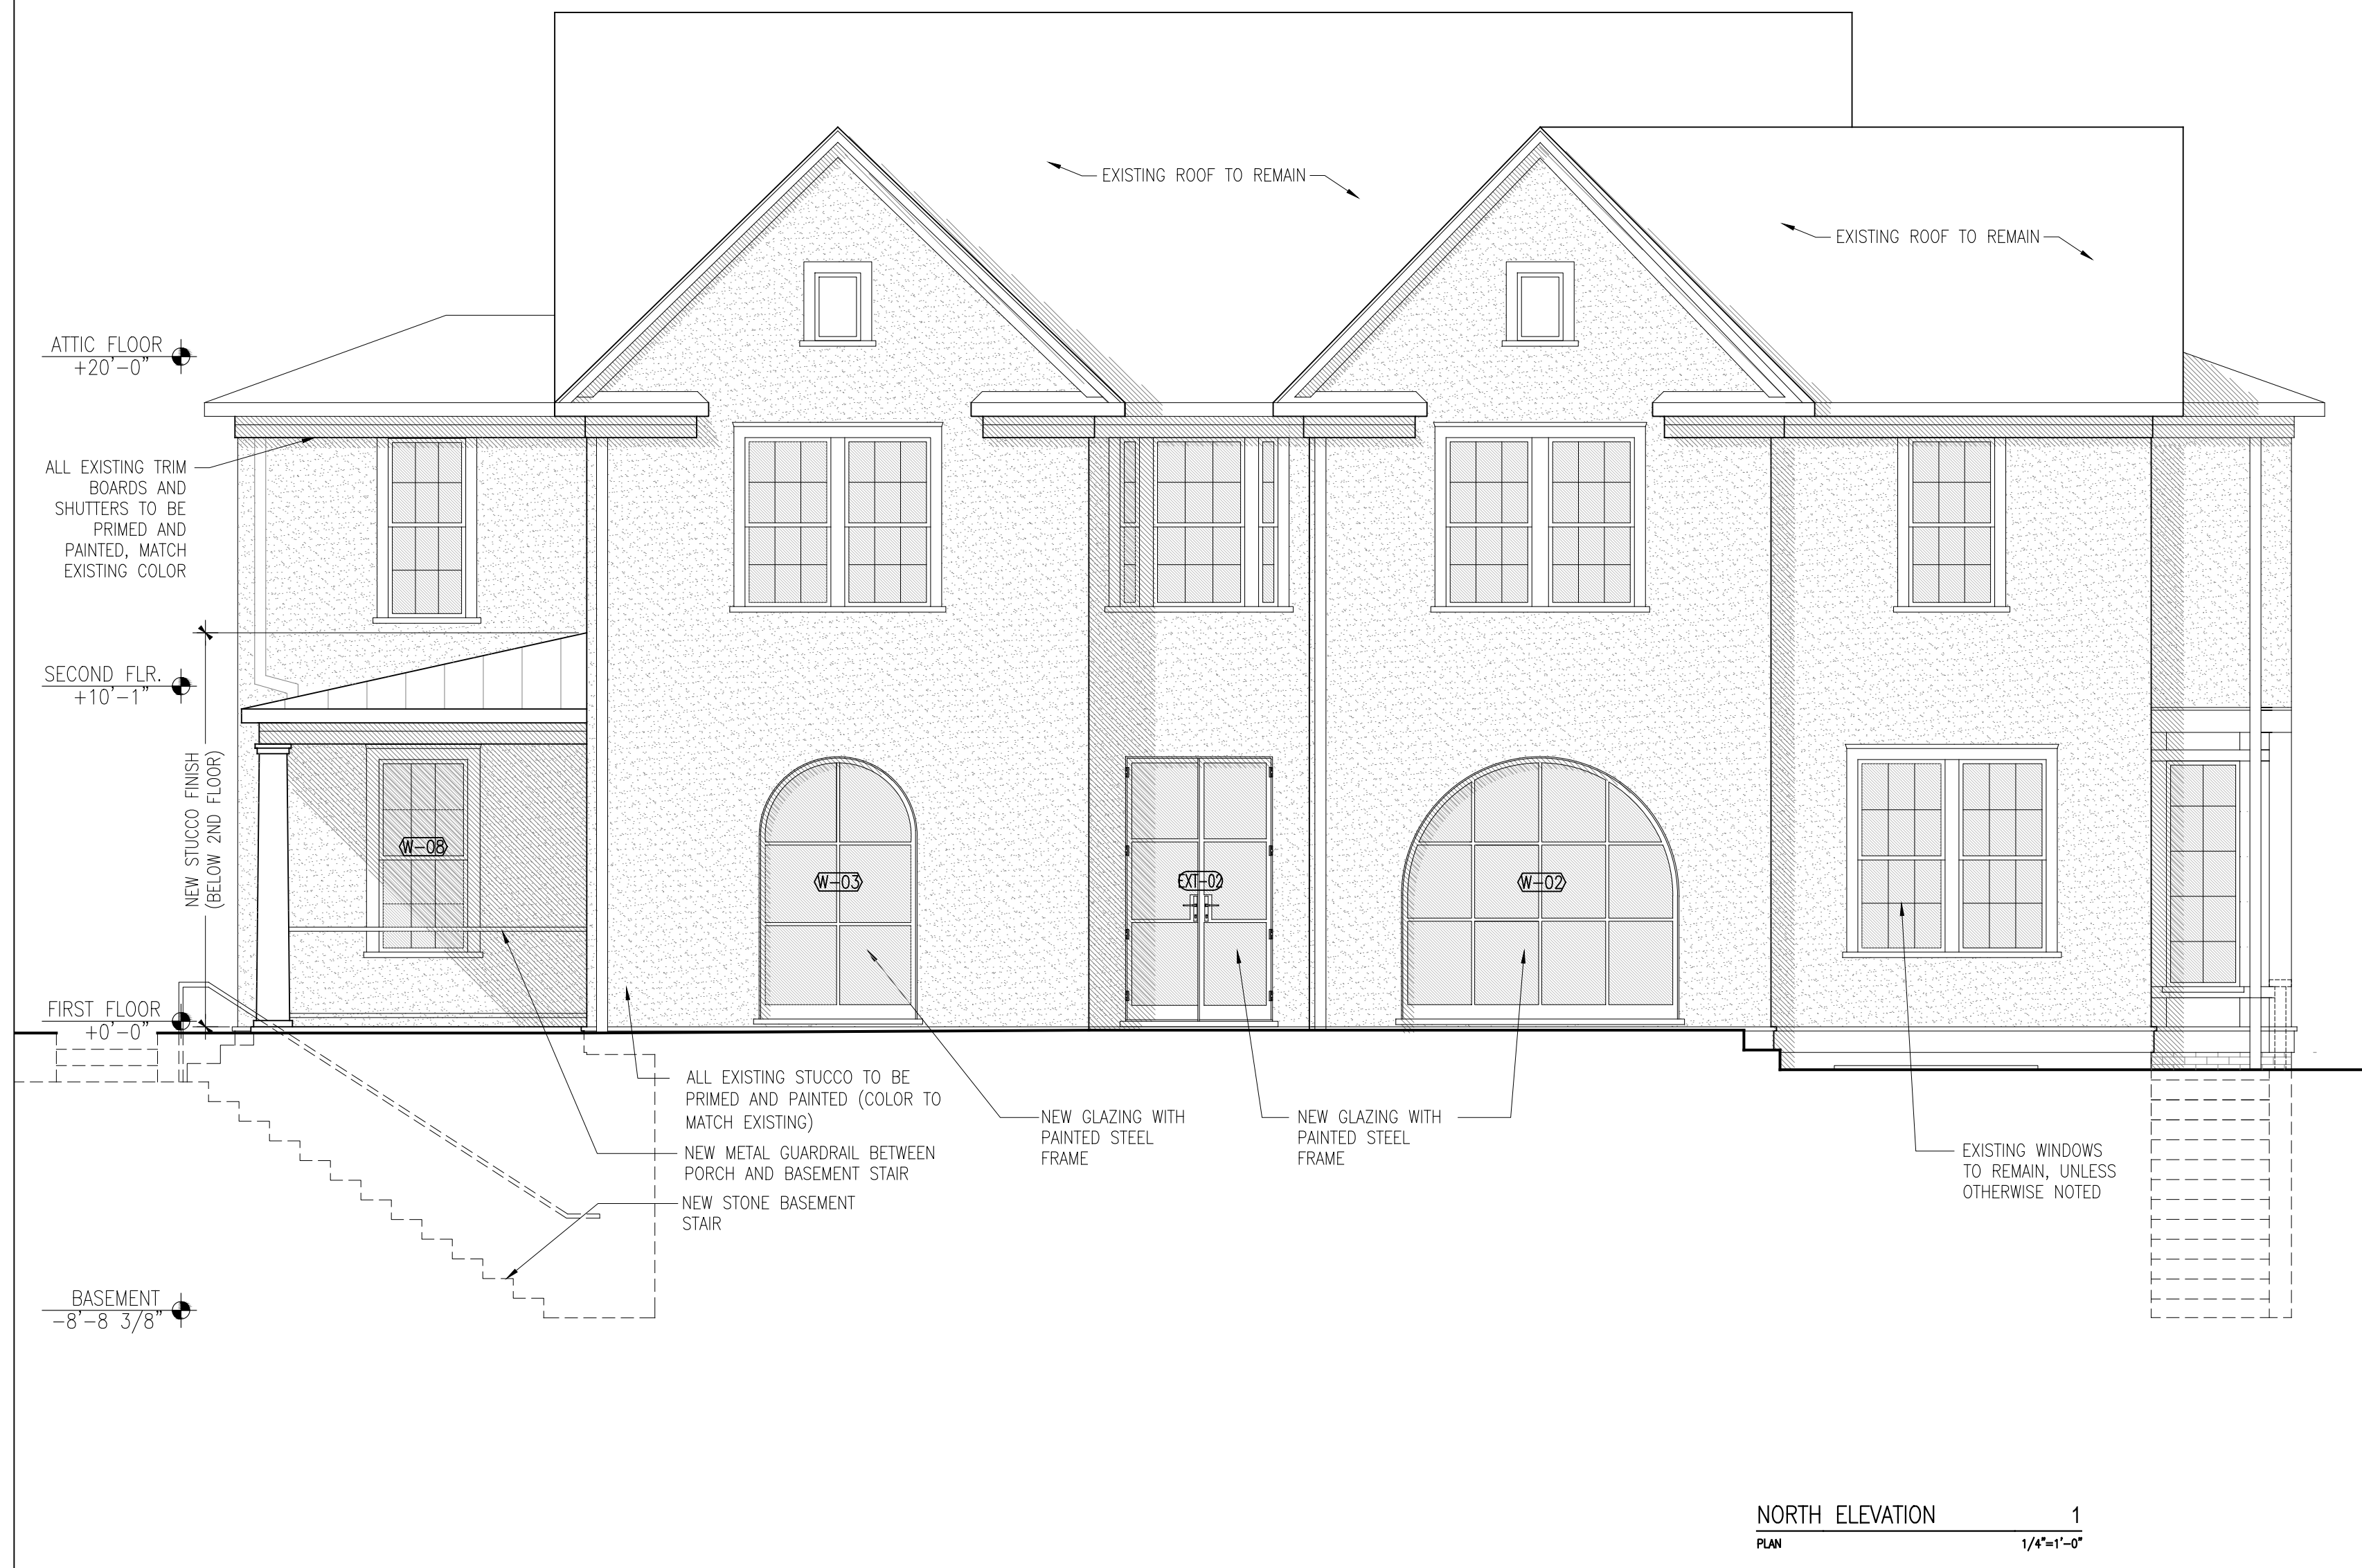 EXISTING ROOF TO REMAIN
EXISTING ROOF TO REMAIN
ATTIC FLOOR
+20'-0"
ALL EXISTING TRIM
BOARDS AND
SHUTTERS TO BE
PRIMED AND
PAINTED, MATCH
EXISTING COLOR
SECOND FLR.
+10'-1"
NEW STUCCO FINISH
(BELOW 2ND FLOOR)
W-08
W-03
EXT-02
W-02
FIRST FLOOR
+0'-0"
ALL EXISTING STUCCO TO BE
PRIMED AND PAINTED (COLOR TO
MATCH EXISTING)
NEW METAL GUARDRAIL BETWEEN
PORCH AND BASEMENT STAIR
NEW STONE BASEMENT
STAIR
NEW GLAZING WITH
PAINTED STEEL
FRAME
NEW GLAZING WITH
PAINTED STEEL
FRAME
EXISTING WINDOWS
TO REMAIN, UNLESS
OTHERWISE NOTED
BASEMENT
-8'-8 3/8"
NORTH ELEVATION 1
PLAN 1/4"=1'-0"